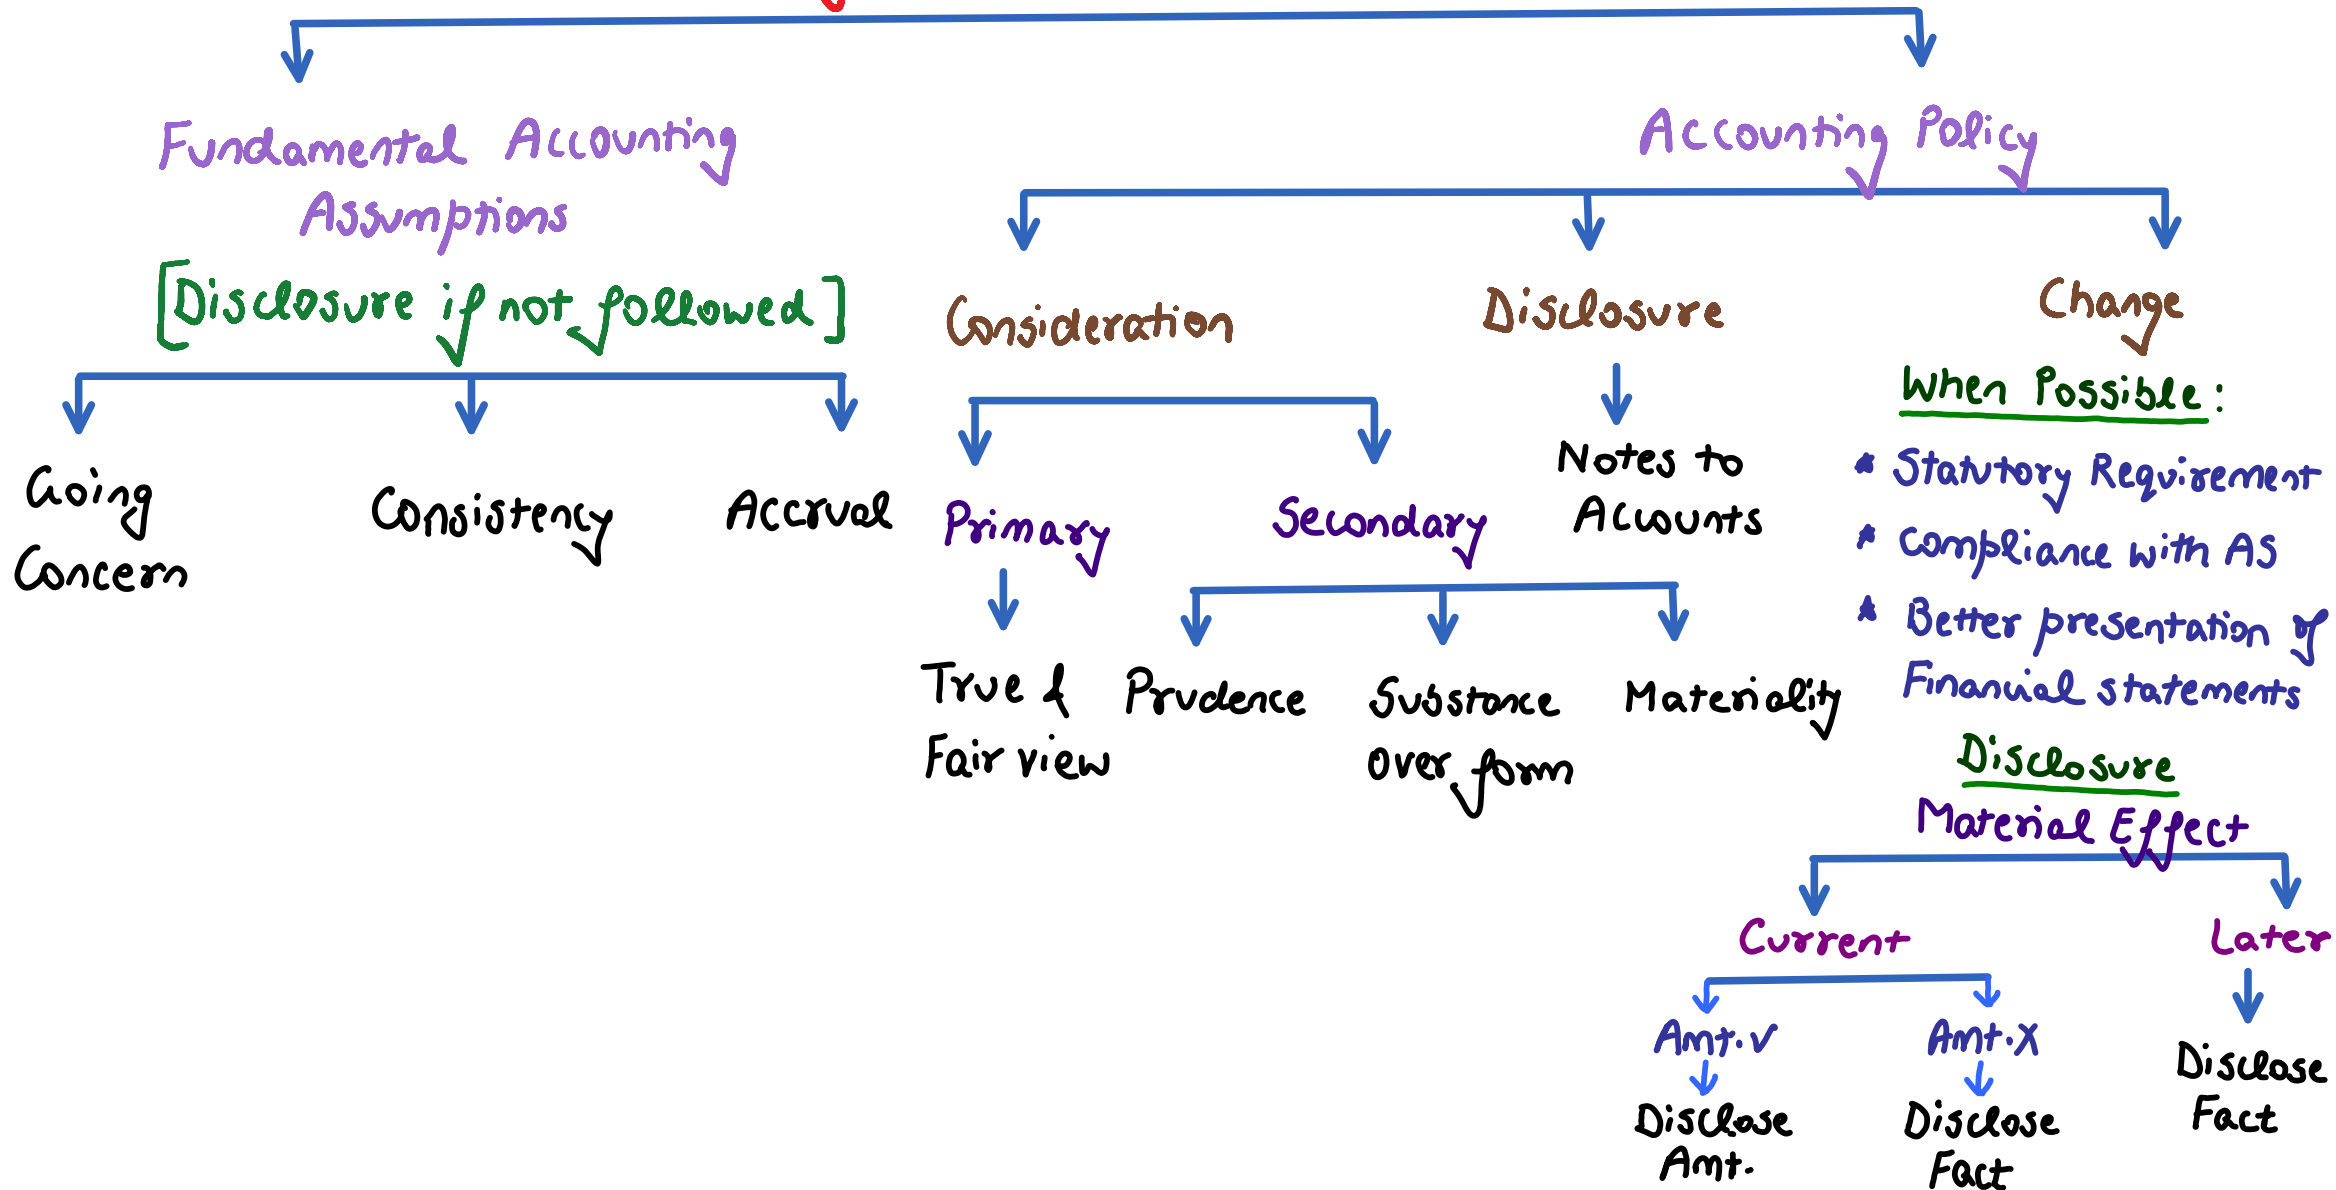 Fundamental Accounting
Assumptions
[Disclosure if not followed]
Going
Concern
Consistency
Accrual
Accounting Policy
Consideration
Primary
True &
Fair view
Secondary
Prudence
Substance
over form
Materiality
Disclosure
Notes to
Accounts
Change
When Possible:
* Statutory Requirement
* Compliance with AS
* Better presentation of
Financial statements
Disclosure
Material Effect
Current
Amt.✓
Disclose
Amt.
Amt.X
Disclose
Fact
Later
Disclose
Fact